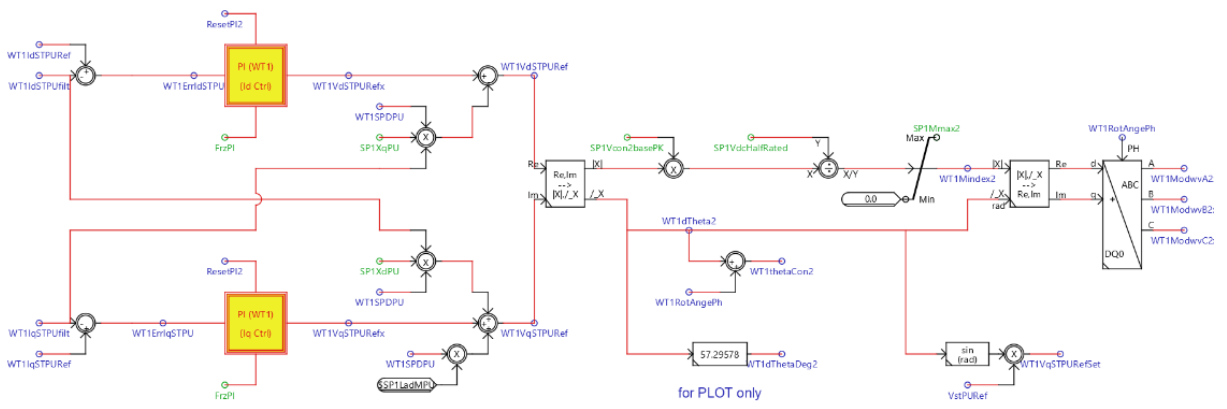 ResetPI2
WT1IdSTPURef
PI (WT1)
(Id Ctrl)
WT1IdSTPUfilt
WT1ErrIdSTPU
WT1VdSTPURefx
WT1VdSTPURef
WT1SPDPU
FrzPI
SP1XqPU
X
SP1Vcon2basePK
X
SP1VdcHalfRated
Y
X
X/Y
SP1Mmax2
Max
Min
0.0
WT1Mindex2
WT1RotAngePh
PH
Re
Im
Re,Im
-->
|X|,/_X
|X|
/_X
|X|
/_X
rad
|X|,/_X
-->
Re,Im
Re
Im
d
q
ABC
DQ0
A
B
C
WT1ModwvA2
WT1ModwvB2
WT1ModwvC2
WT1dTheta2
SP1XdPU
X
WT1SPDPU
WT1thetaCon2
WT1RotAngePh
ResetPI2
PI (WT1)
(Iq Ctrl)
WT1IqSTPUfilt
WT1ErrIqSTPU
WT1VqSTPURefx
WT1VqSTPURef
WT1IqSTPURef
WT1SPDPU
X
SSP1LadMPU
FrzPI
57.29578
WT1dThetaDeg2
sin
(rad)
X
WT1VqSTPURefSet
VstPURef
for PLOT only